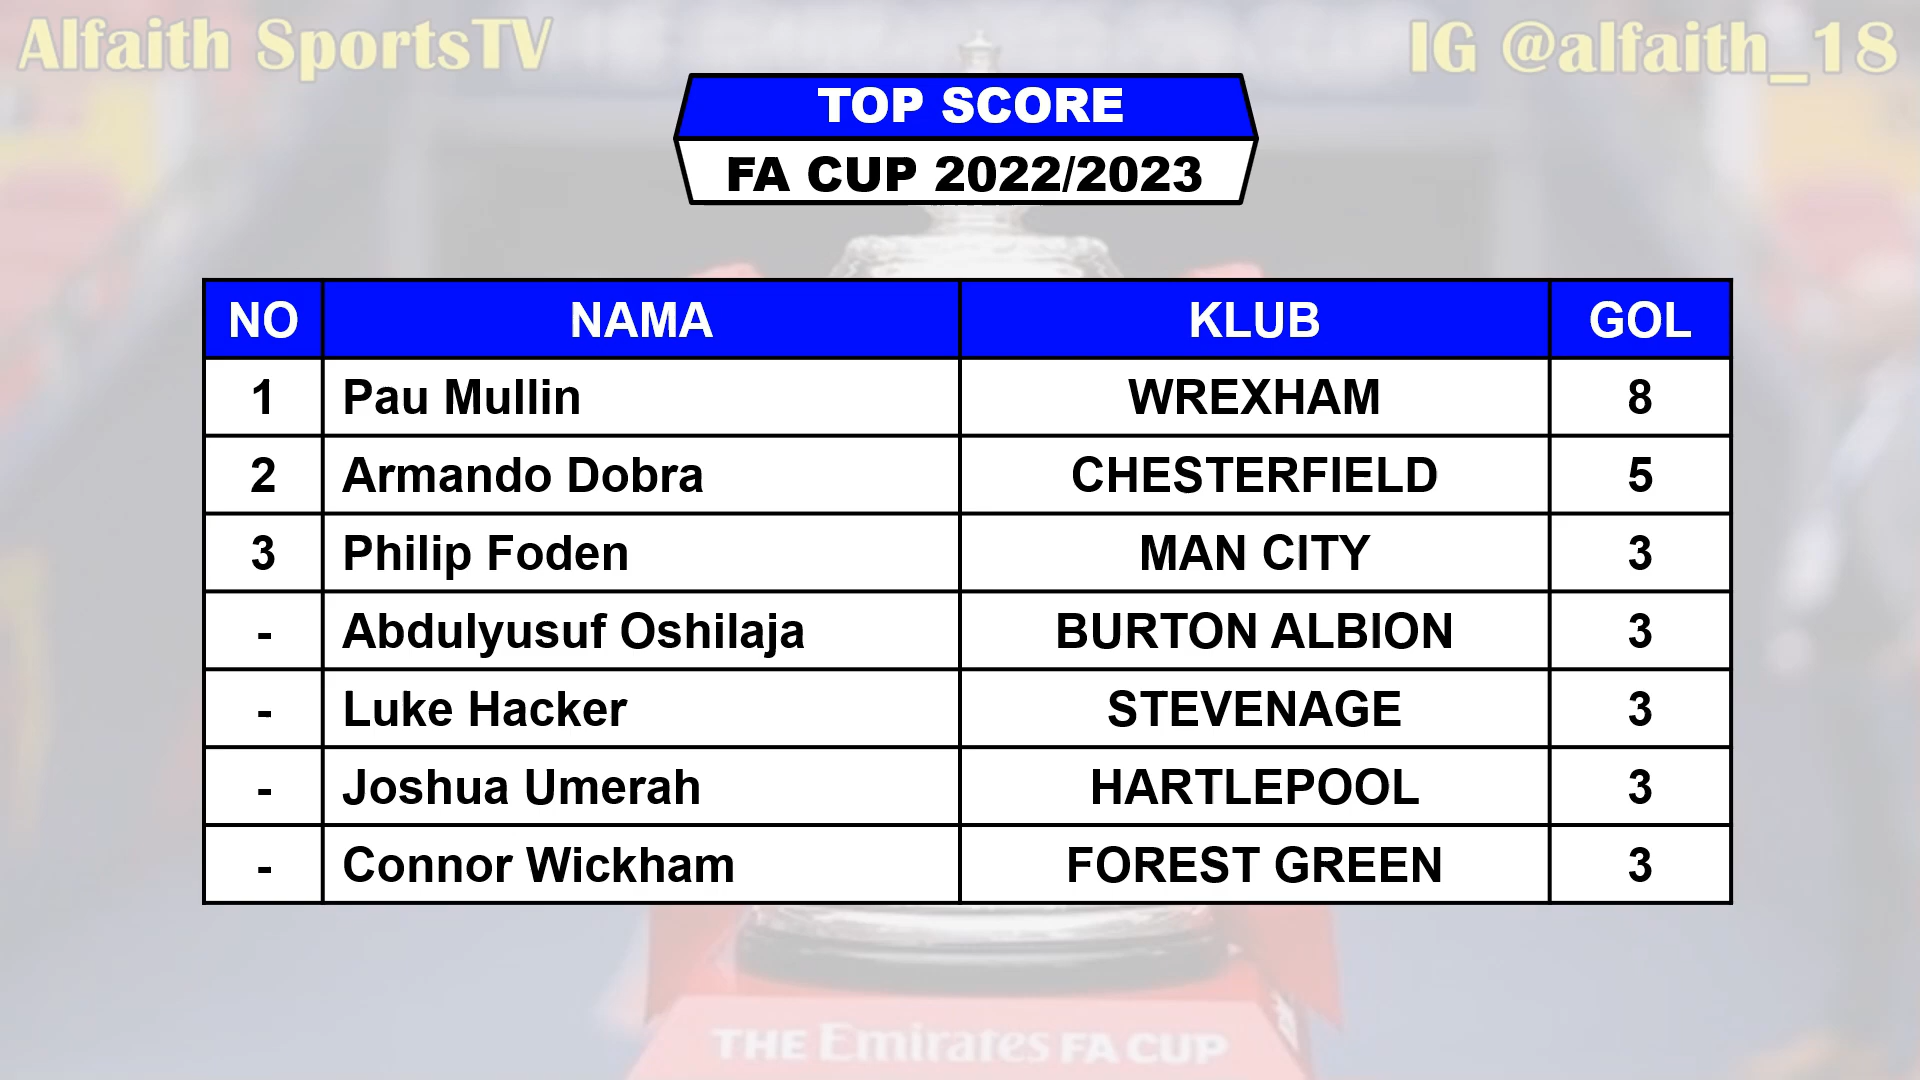 Alfaith SportsTV
IG @alfaith_18
TOP SCORE
FA CUP 2022/2023
NO NAMA KLUB GOL
1 Pau Mullin WREXHAM 8
2 Armando Dobra CHESTERFIELD 5
3 Philip Foden MAN CITY 3
- Abdulyusuf Oshilaja BURTON ALBION 3
- Luke Hacker STEVENAGE 3
- Joshua Umerah HARTLEPOOL 3
- Connor Wickham FOREST GREEN 3
THE Emirates FA CUP